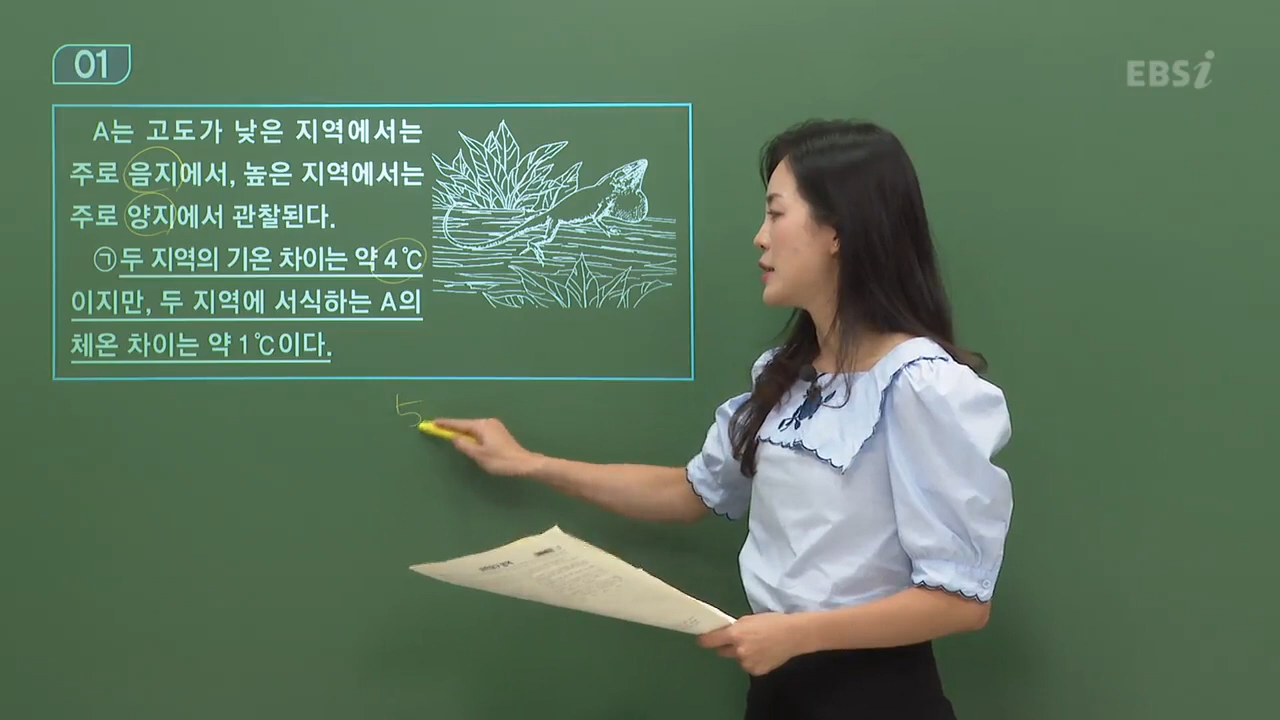 01
EBSi
A는 고도가 낮은 지역에서는
주로 음지에서, 높은 지역에서는
주로 양지에서 관찰된다.
㉠두 지역의 기온 차이는 약 4℃
이지만, 두 지역에 서식하는 A의
체온 차이는 약 1℃이다.
5